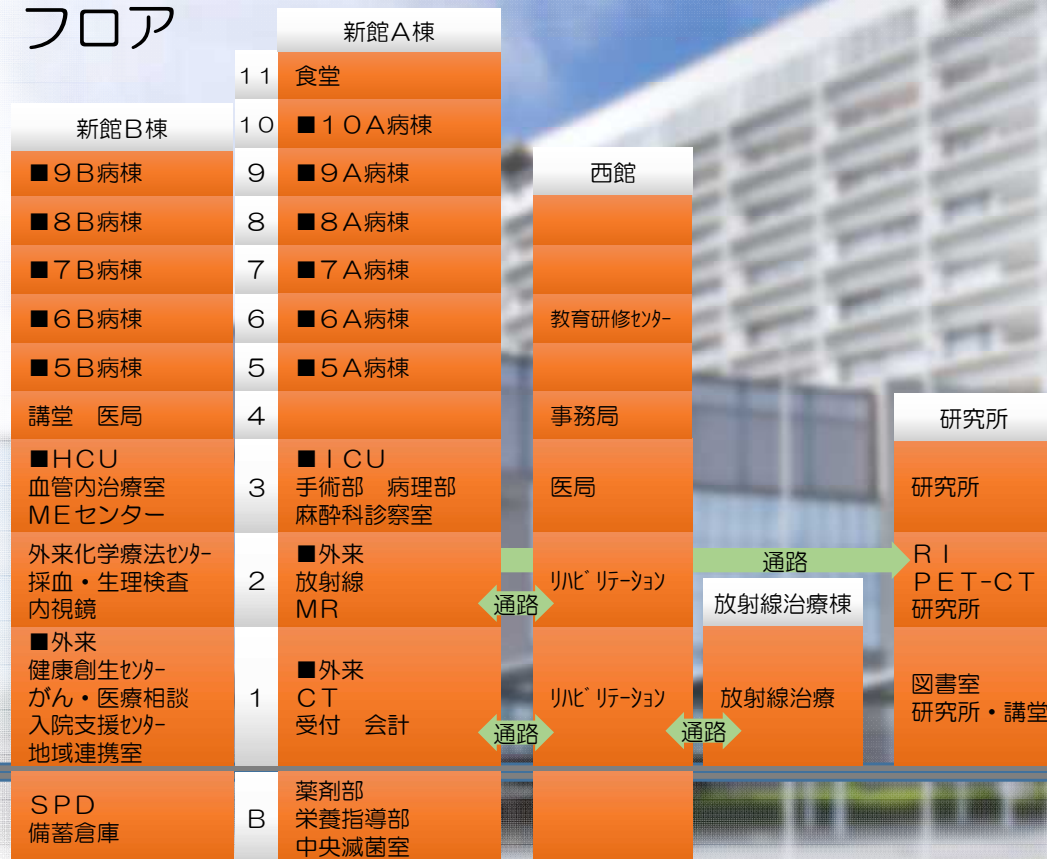 フロア
新館A棟
11 食堂
新館B棟
10 ■10A病棟
■9B病棟 9 ■9A病棟 西館
■8B病棟 8 ■8A病棟
■7B病棟 7 ■7A病棟
■6B病棟 6 ■6A病棟 教育研修ｾﾝﾀｰ
■5B病棟 5 ■5A病棟
講堂 医局 4 事務局
研究所
■HCU
血管内治療室
MEセンター
3
■ICU
手術部 病理部
麻酔科診察室
医局
研究所
外来化学療法ｾﾝﾀｰ
採血・生理検査
内視鏡
2
■外来
放射線
MR
通路
ﾘﾊﾋﾞﾘﾃｰｼｮﾝ
通路
RI
PET-CT
研究所
放射線治療棟
■外来
健康創生ｾﾝﾀｰ
がん・医療相談
入院支援ｾﾝﾀｰ
地域連携室
1
■外来
CT
受付 会計
通路
ﾘﾊﾋﾞﾘﾃｰｼｮﾝ
通路
放射線治療
図書室
研究所・講堂
SPD
備蓄倉庫
B
薬剤部
栄養指導部
中央滅菌室